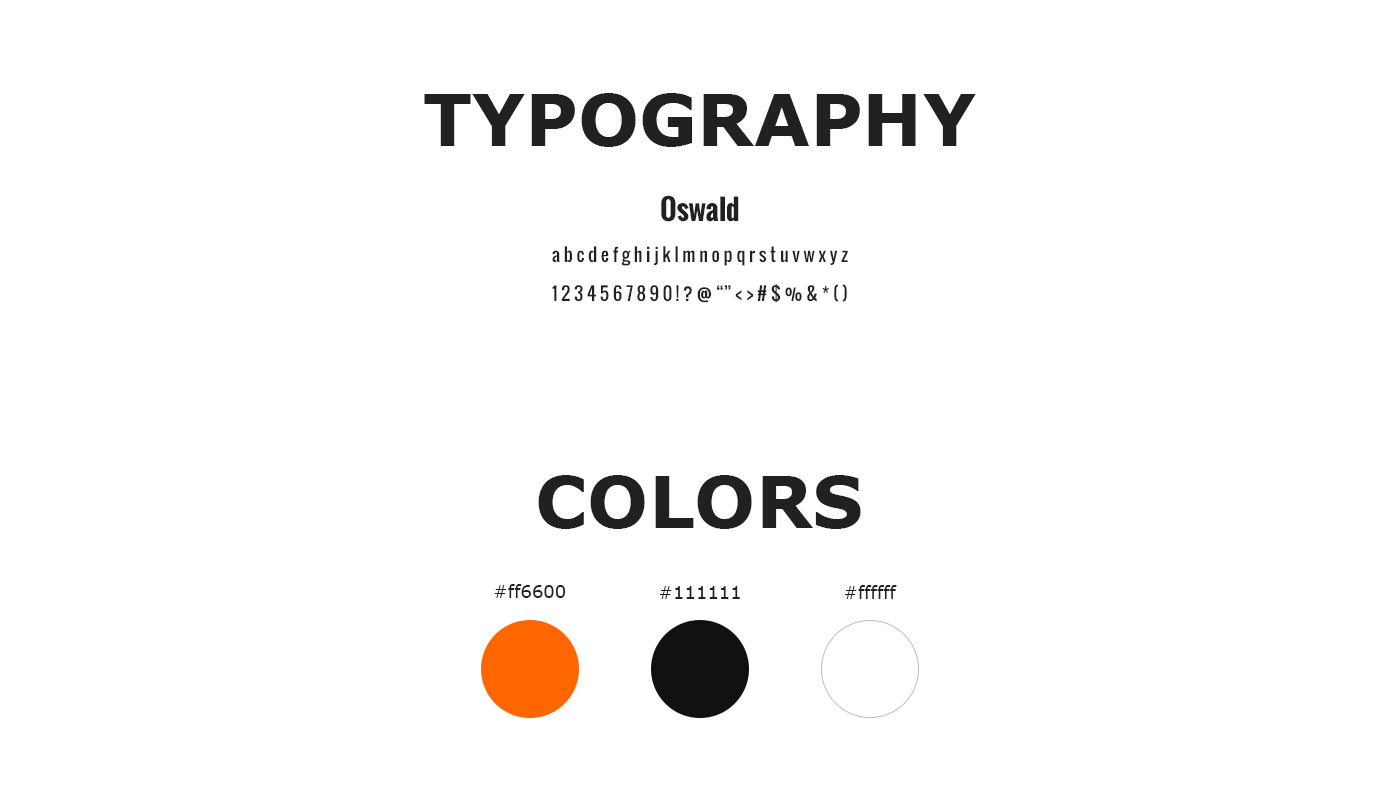 TYPOGRAPHY
Oswald
a b c d e f g h i j k l m n o p q r s t u v w x y z
1 2 3 4 5 6 7 8 9 0 ! ? @ “” < > # $ % & * ( )
COLORS
#ff6600 #111111 #ffffff